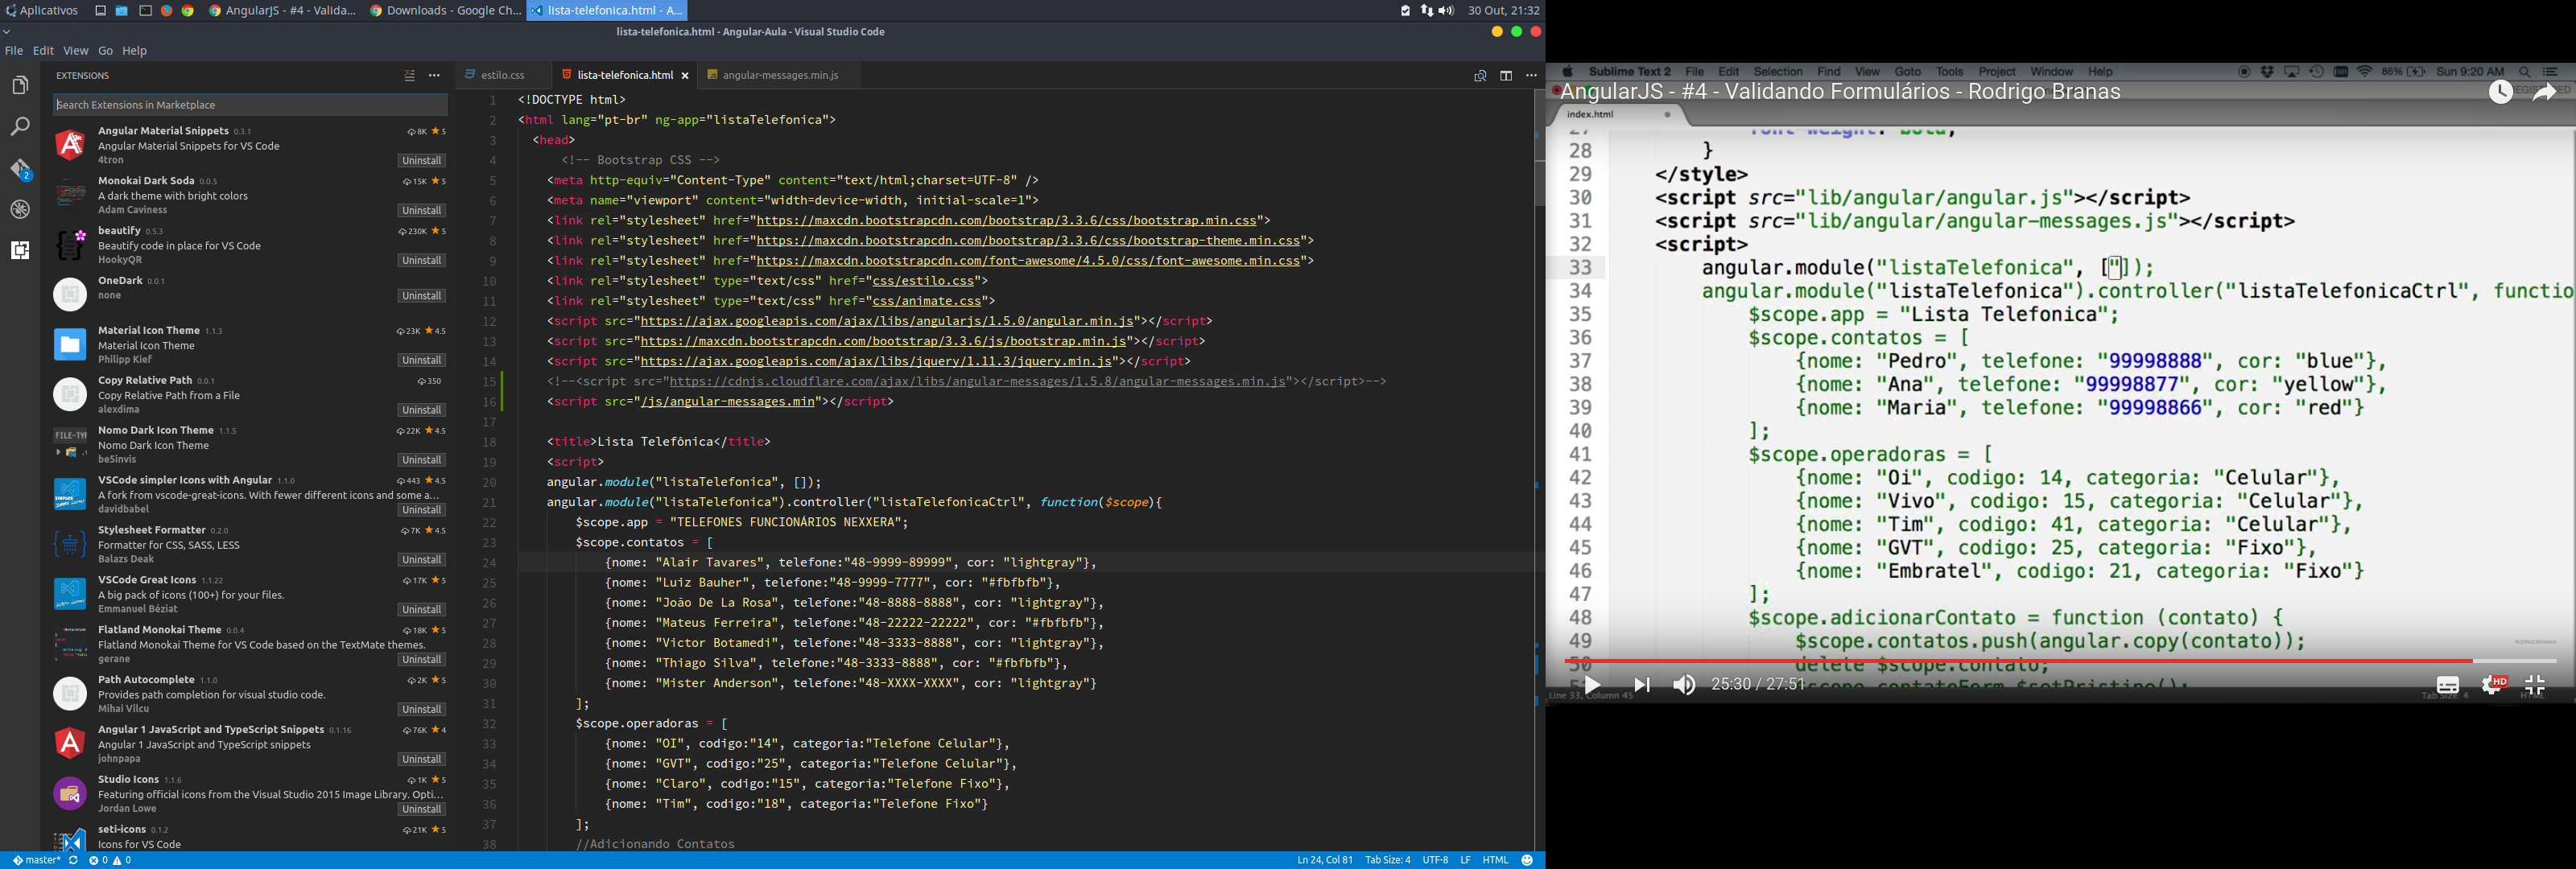 Aplicativos
AngularJS - #4 - Valida...
Downloads - Google Ch...
lista-telefonica.html - A...
30 Out, 21:32
lista-telefonica.html - Angular-Aula - Visual Studio Code
File Edit View Go Help
EXTENSIONS
Search Extensions in Marketplace
Angular Material Snippets 0.3.1 8K 5
Angular Material Snippets for VS Code
4tron Uninstall
Monokai Dark Soda 0.0.5 15K 5
A dark theme with bright colors
Adam Caviness Uninstall
beautify 0.5.3 230K 5
Beautify code in place for VS Code
HookyQR Uninstall
OneDark 0.0.1
none Uninstall
Material Icon Theme 1.1.3 23K 4.5
Material Icon Theme
Philipp Kief Uninstall
Copy Relative Path 0.0.1 350
Copy Relative Path from a File
alexdima Uninstall
Nomo Dark Icon Theme 1.1.5 22K 4.5
Nomo Dark Icon Theme
be5invis Uninstall
VSCode simpler Icons with Angular 1.1.0 443 4.5
A fork from vscode-great-icons. With fewer different icons and some a...
davidbabel Uninstall
Stylesheet Formatter 0.2.0 7K 4.5
Formatter for CSS, SASS, LESS
Balazs Deak Uninstall
VSCode Great Icons 1.1.22 17K 5
A big pack of icons (100+) for your files.
Emmanuel Béziat Uninstall
Flatland Monokai Theme 0.0.4 18K 5
Flatland Monokai Theme for VS Code based on the TextMate themes.
gerane Uninstall
Path Autocomplete 1.1.0 2K 5
Provides path completion for visual studio code.
Mihai Vilcu Uninstall
Angular 1 JavaScript and TypeScript Snippets 0.1.16 76K 4
Angular 1 JavaScript and TypeScript snippets
johnpapa Uninstall
Studio Icons 1.1.6 1K 5
Featuring official icons from the Visual Studio 2015 Image Library. Opti...
Jordan Lowe Uninstall
seti-icons 0.1.2 21K 5
Icons for VS Code
estilo.css lista-telefonica.html angular-messages.min.js
1 <!DOCTYPE html>
2 <html lang="pt-br" ng-app="listaTelefonica">
3 <head>
4 <!-- Bootstrap CSS -->
5 <meta http-equiv="Content-Type" content="text/html;charset=UTF-8" />
6 <meta name="viewport" content="width=device-width, initial-scale=1">
7 <link rel="stylesheet" href="https://maxcdn.bootstrapcdn.com/bootstrap/3.3.6/css/bootstrap.min.css">
8 <link rel="stylesheet" href="https://maxcdn.bootstrapcdn.com/bootstrap/3.3.6/css/bootstrap-theme.min.css">
9 <link rel="stylesheet" href="https://maxcdn.bootstrapcdn.com/font-awesome/4.5.0/css/font-awesome.min.css">
10 <link rel="stylesheet" type="text/css" href="css/estilo.css">
11 <link rel="stylesheet" type="text/css" href="css/animate.css">
12 <script src="https://ajax.googleapis.com/ajax/libs/angularjs/1.5.0/angular.min.js"></script>
13 <script src="https://maxcdn.bootstrapcdn.com/bootstrap/3.3.6/js/bootstrap.min.js"></script>
14 <script src="https://ajax.googleapis.com/ajax/libs/jquery/1.11.3/jquery.min.js"></script>
15 <!--<script src="https://cdnjs.cloudflare.com/ajax/libs/angular-messages/1.5.8/angular-messages.min.js"></script>-->
16 <script src="/js/angular-messages.min"></script>
17
18 <title>Lista Telefônica</title>
19 <script>
20 angular.module("listaTelefonica", []);
21 angular.module("listaTelefonica").controller("listaTelefonicaCtrl", function($scope){
22 $scope.app = "TELEFONES FUNCIONÁRIOS NEXXERA";
23 $scope.contatos = [
24 {nome: "Alair Tavares", telefone:"48-9999-89999", cor: "lightgray"},
25 {nome: "Luiz Bauher", telefone:"48-9999-7777", cor: "#fbfbfb"},
26 {nome: "João De La Rosa", telefone:"48-8888-8888", cor: "lightgray"},
27 {nome: "Mateus Ferreira", telefone:"48-22222-22222", cor: "#fbfbfb"},
28 {nome: "Victor Botamedi", telefone:"48-3333-8888", cor: "lightgray"},
29 {nome: "Thiago Silva", telefone:"48-3333-8888", cor: "#fbfbfb"},
30 {nome: "Mister Anderson", telefone:"48-XXXX-XXXX", cor: "lightgray"}
31 ];
32 $scope.operadoras = [
33 {nome: "OI", codigo:"14", categoria:"Telefone Celular"},
34 {nome: "GVT", codigo:"25", categoria:"Telefone Celular"},
35 {nome: "Claro", codigo:"15", categoria:"Telefone Fixo"},
36 {nome: "Tim", codigo:"18", categoria:"Telefone Fixo"}
37 ];
38 //Adicionando Contatos
master* 0 0 Ln 24, Col 81 Tab Size: 4 UTF-8 LF HTML
Sublime Text 2 File Edit Selection Find View Goto Tools Project Window Help 86% Sun 9:20 AM
AngularJS - #4 - Validando Formulários - Rodrigo Branas
index.html
27 font-weight: bold;
28 }
29 </style>
30 <script src="lib/angular/angular.js"></script>
31 <script src="lib/angular/angular-messages.js"></script>
32 <script>
33 angular.module("listaTelefonica", ["]);
34 angular.module("listaTelefonica").controller("listaTelefonicaCtrl", functio
35 $scope.app = "Lista Telefonica";
36 $scope.contatos = [
37 {nome: "Pedro", telefone: "99998888", cor: "blue"},
38 {nome: "Ana", telefone: "99998877", cor: "yellow"},
39 {nome: "Maria", telefone: "99998866", cor: "red"}
40 ];
41 $scope.operadoras = [
42 {nome: "Oi", codigo: 14, categoria: "Celular"},
43 {nome: "Vivo", codigo: 15, categoria: "Celular"},
44 {nome: "Tim", codigo: 41, categoria: "Celular"},
45 {nome: "GVT", codigo: 25, categoria: "Fixo"},
46 {nome: "Embratel", codigo: 21, categoria: "Fixo"}
47 ];
48 $scope.adicionarContato = function (contato) {
49 $scope.contatos.push(angular.copy(contato));
50 delete $scope.contato;
$scope.contatoForm.$setPristine();
25:30 / 27:51
HD
Line 33, Column 45 Tab Size: 4